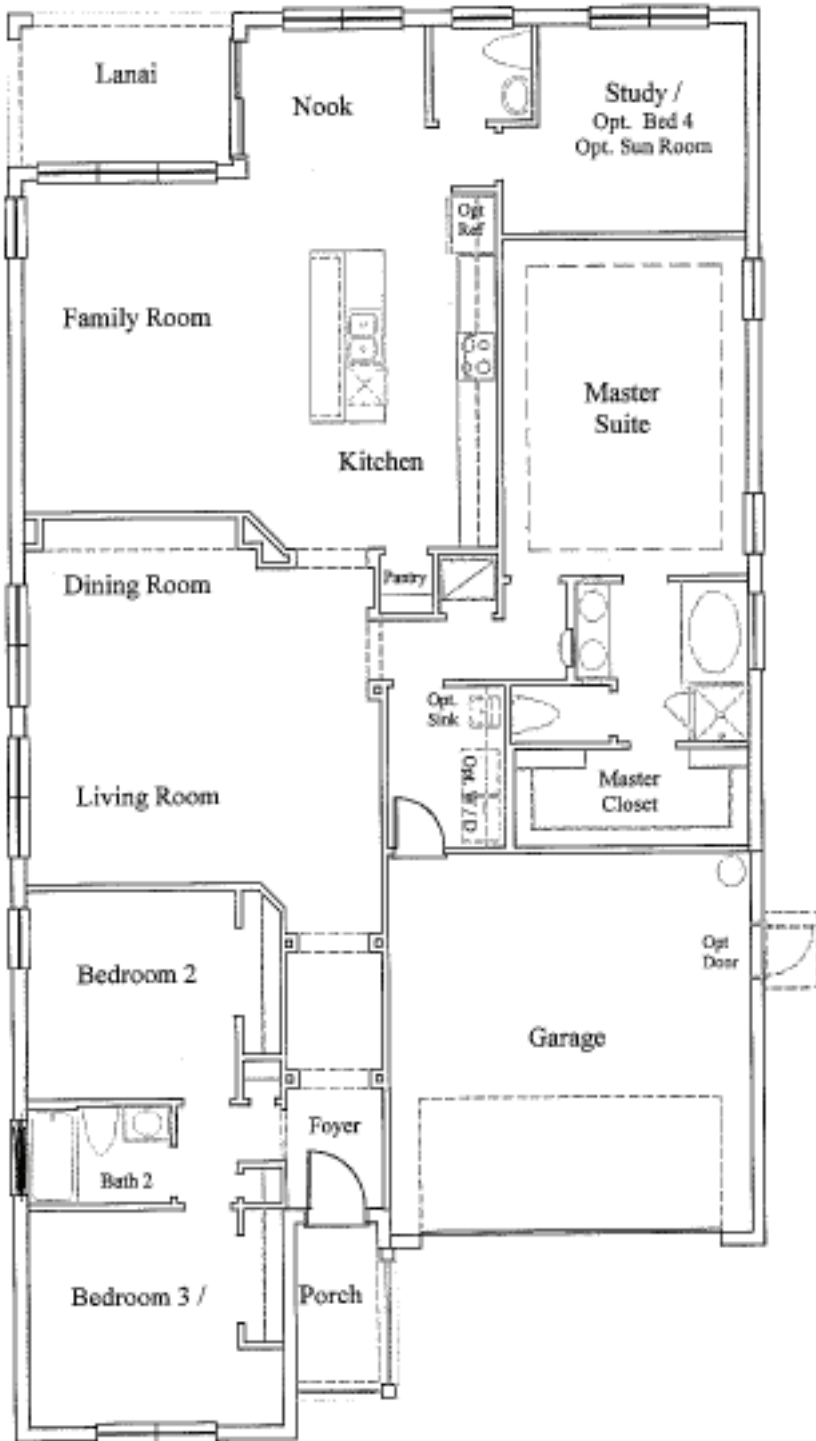 Lanai
Nook
Study /
Opt. Bed 4
Opt. Sun Room
Opt
Ref
Family Room
Master
Suite
Kitchen
Dining Room
Pantry
Opt.
Sink
Opt. W / D
Living Room
Master
Closet
Bedroom 2
Opt
Door
Garage
Foyer
Bath 2
Bedroom 3 /
Porch